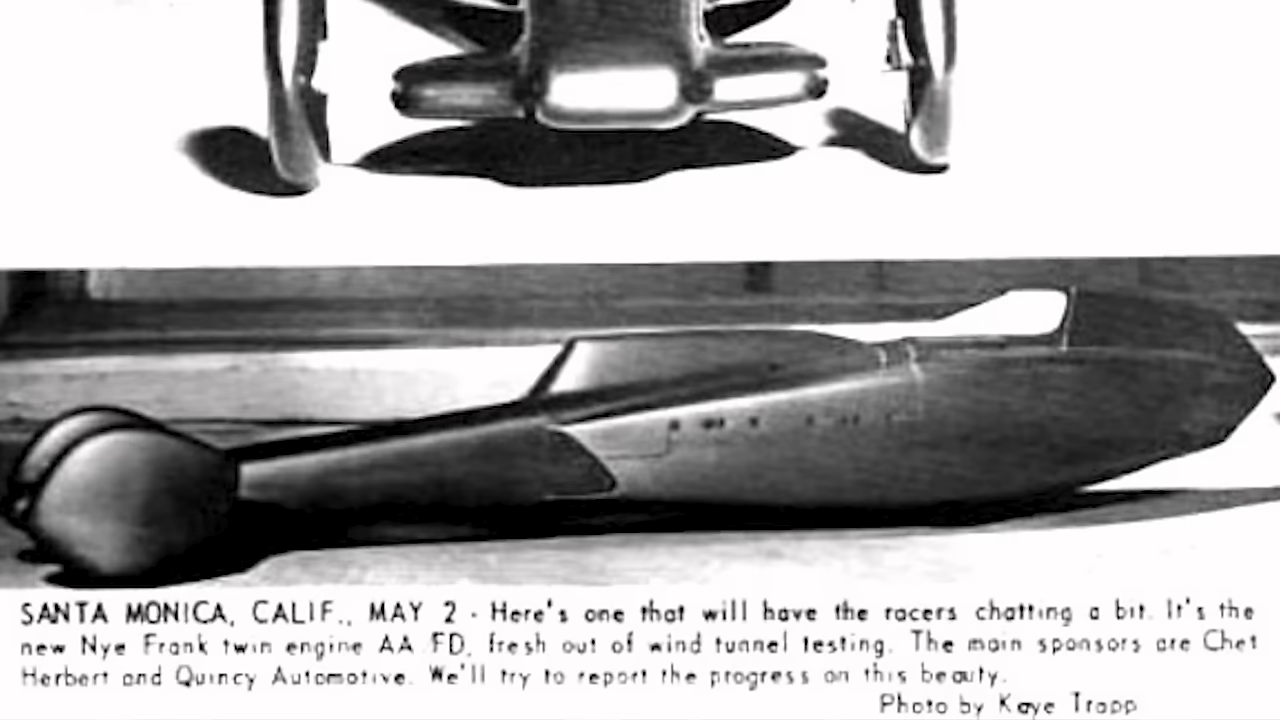 SANTA MONICA, CALIF., MAY 2 - Here's one that will have the racers chatting a bit. It's the
new Nye Frank twin engine AA FD, fresh out of wind tunnel testing. The main sponsors are Chet
Herbert and Quincy Automotive. We'll try to report the progress on this beauty.
Photo by Kaye Trapp